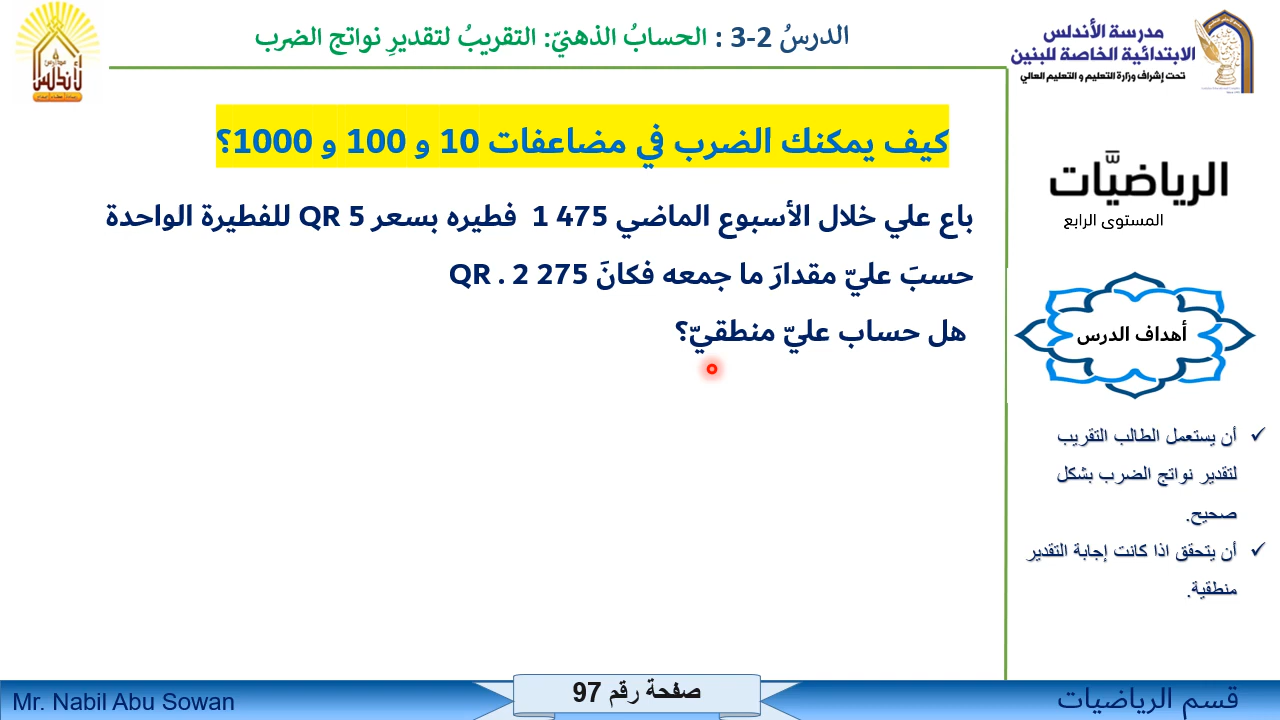 الدرسُ 2-3 : الحسابُ الذهنيّ: التقريبُ لتقديرِ نواتج الضرب
مدرسة الأندلس
الابتدائية الخاصة للبنين
تحت إشراف وزارة التعليم و التعليم العالي
الأندلس
كيف يمكنك الضرب في مضاعفات 10 و 100 و 1000؟
باع علي خلال الأسبوع الماضي 475 1 فطيره بسعر QR 5 للفطيرة الواحدة
حسبَ عليّ مقدارَ ما جمعه فكانَ QR . 2 275
هل حساب عليّ منطقيّ؟
الرياضيَّات
المستوى الرابع
أهداف الدرس
✓ أن يستعمل الطالب التقريب
لتقدير نواتج الضرب بشكل
صحيح.
✓ أن يتحقق اذا كانت إجابة التقدير
منطقية.
قسم الرياضيات
صفحة رقم 97
Mr. Nabil Abu Sowan